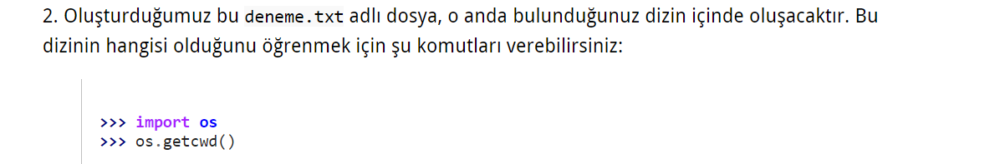 2. Oluşturduğumuz bu deneme.txt adlı dosya, o anda bulunduğunuz dizin içinde oluşacaktır. Bu
dizinin hangisi olduğunu öğrenmek için şu komutları verebilirsiniz:
>>> import os
>>> os.getcwd()